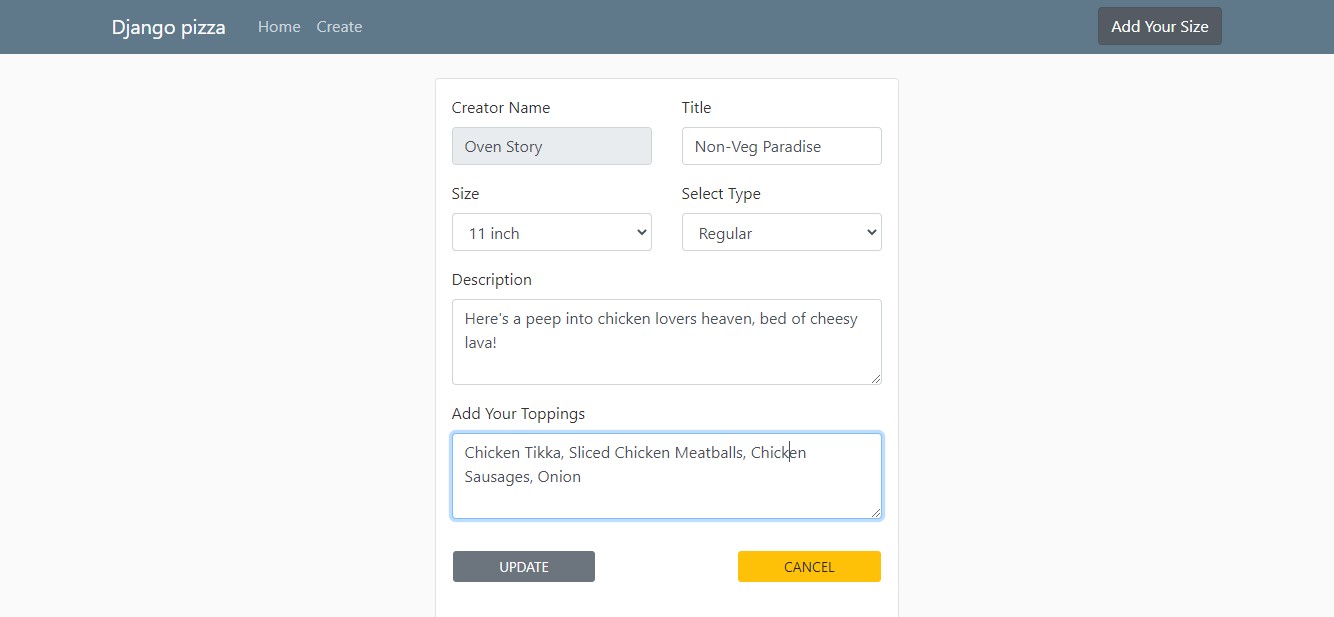 Django pizza Home Create Add Your Size
Creator Name Title
Oven Story Non-Veg Paradise
Size Select Type
11 inch Regular
Description
Here's a peep into chicken lovers heaven, bed of cheesy
lava!
Add Your Toppings
Chicken Tikka, Sliced Chicken Meatballs, Chicken
Sausages, Onion
UPDATE CANCEL